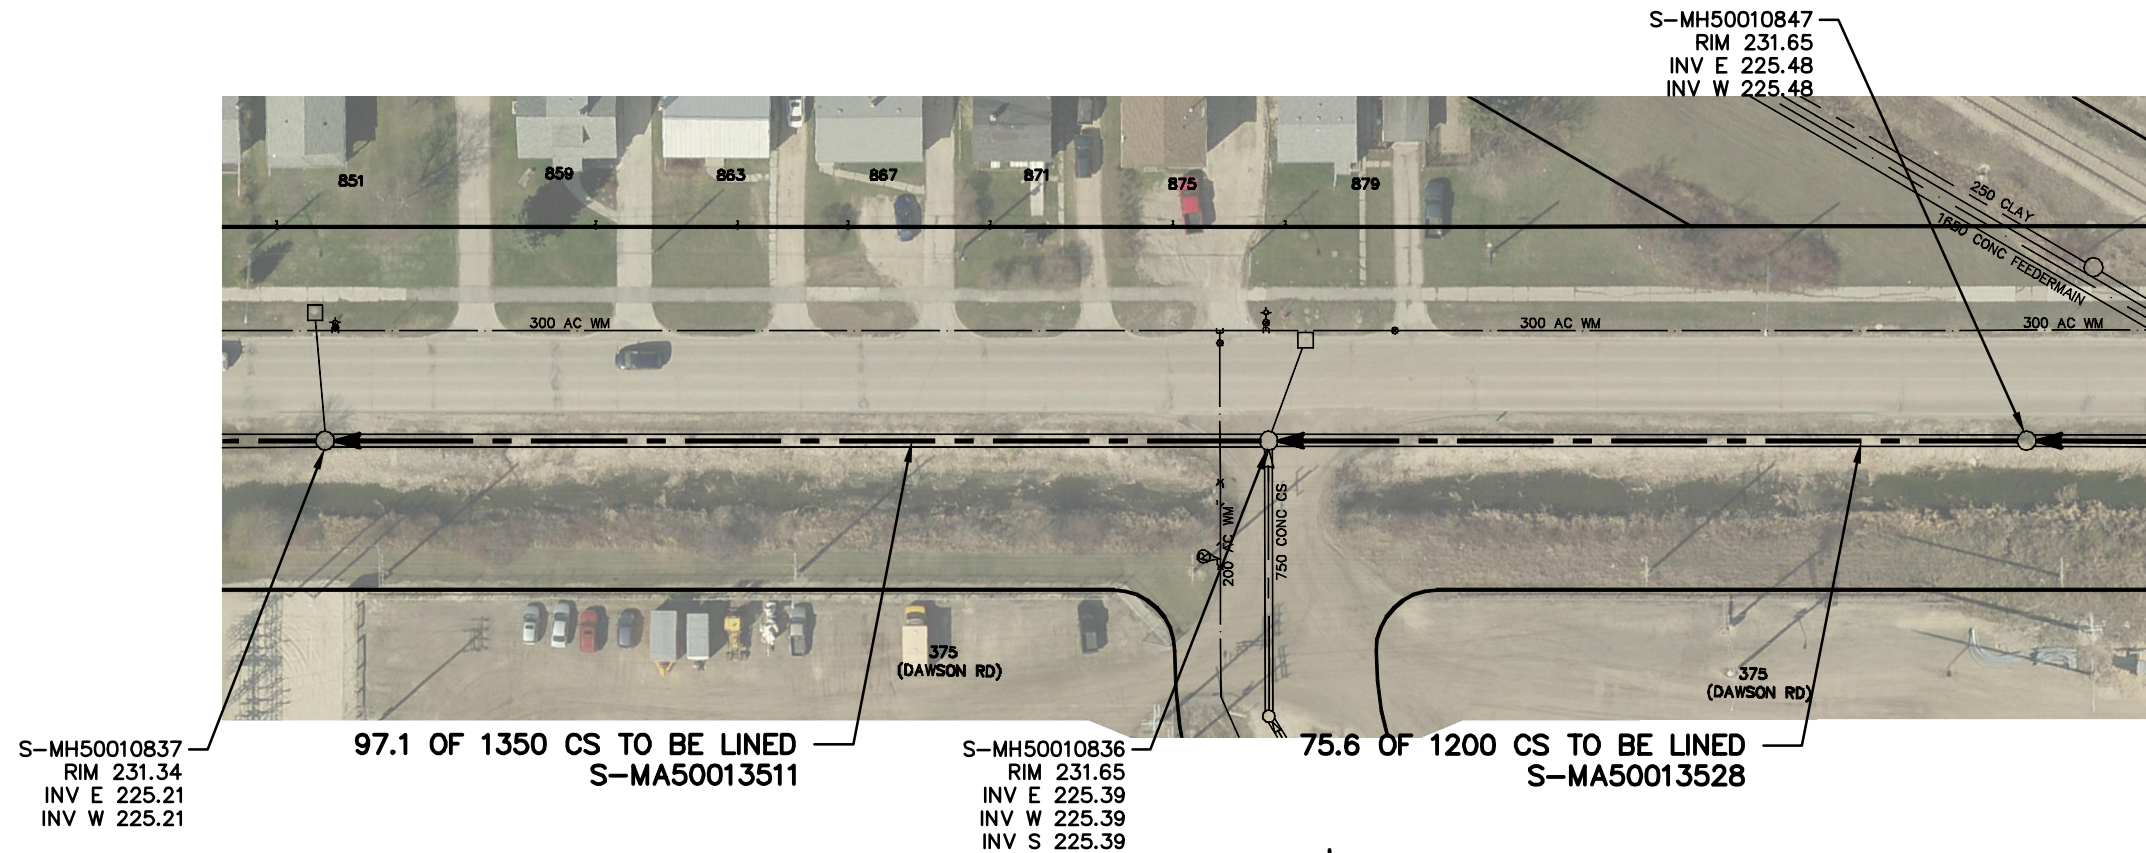 S-MH50010847
RIM 231.65
INV E 225.48
INV W 225.48
851
859
863
867
871
875
879
250 CLAY
1650 CONC FEEDERMAIN
300 AC WM
300 AC WM
300 AC WM
200 AC WM
750 CONC CS
375
(DAWSON RD)
375
(DAWSON RD)
S-MH50010837
RIM 231.34
INV E 225.21
INV W 225.21
97.1 OF 1350 CS TO BE LINED
S-MA50013511
S-MH50010836
RIM 231.65
INV E 225.39
INV W 225.39
INV S 225.39
75.6 OF 1200 CS TO BE LINED
S-MA50013528